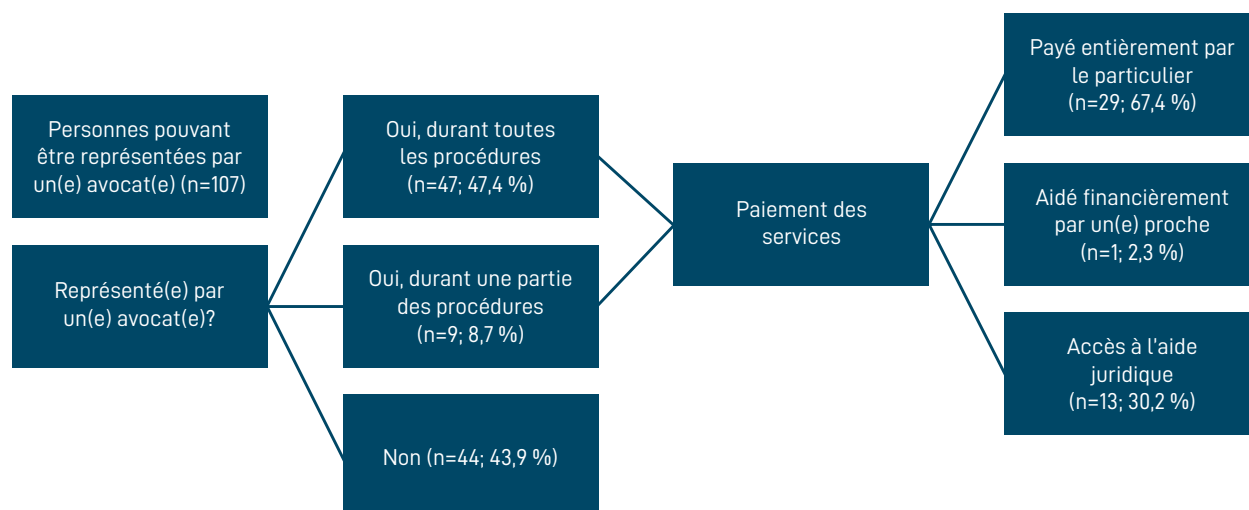 Personnes pouvant
être représentées par
un(e) avocat(e) (n=107)
Représenté(e) par
un(e) avocat(e)?
Oui, durant toutes
les procédures
(n=47; 47,4 %)
Oui, durant une partie
des procédures
(n=9; 8,7 %)
Non (n=44; 43,9 %)
Paiement des
services
Payé entièrement par
le particulier
(n=29; 67,4 %)
Aidé financièrement
par un(e) proche
(n=1; 2,3 %)
Accès à l'aide
juridique
(n=13; 30,2 %)